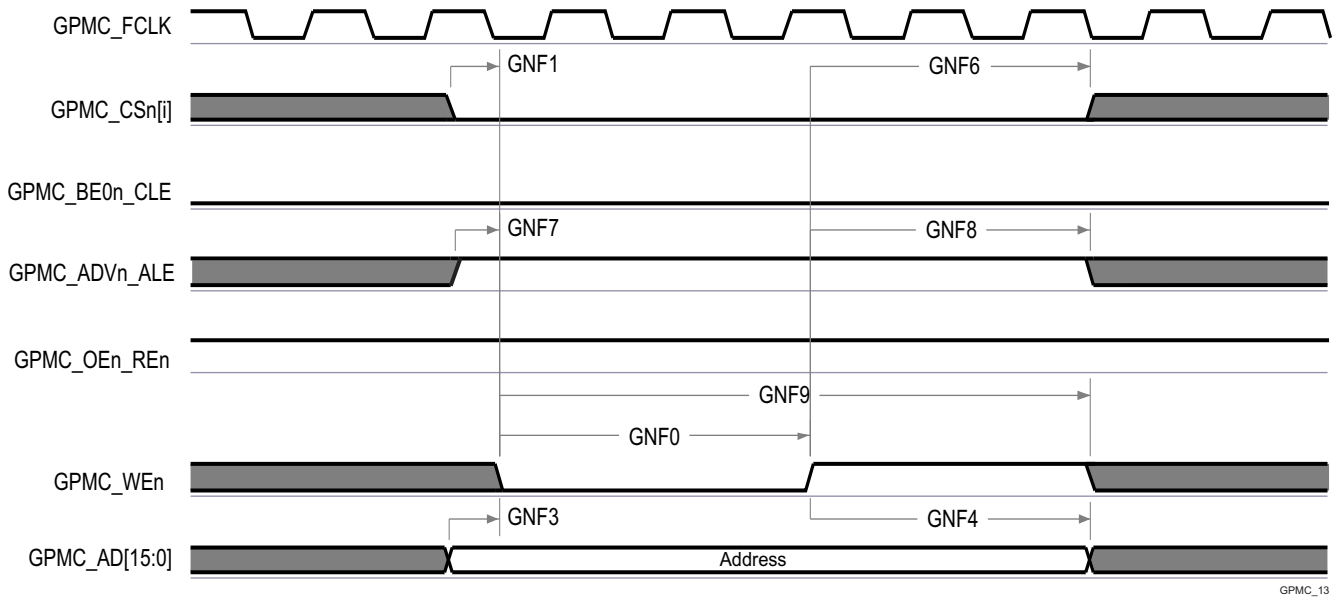 GPMC_FCLK
GNF1
GNF6
GPMC_CSn[i]
GPMC_BE0n_CLE
GNF7
GNF8
GPMC_ADVn_ALE
GPMC_OEn_REn
GNF9
GNF0
GPMC_WEn
GNF3
GNF4
GPMC_AD[15:0]
Address
GPMC_13